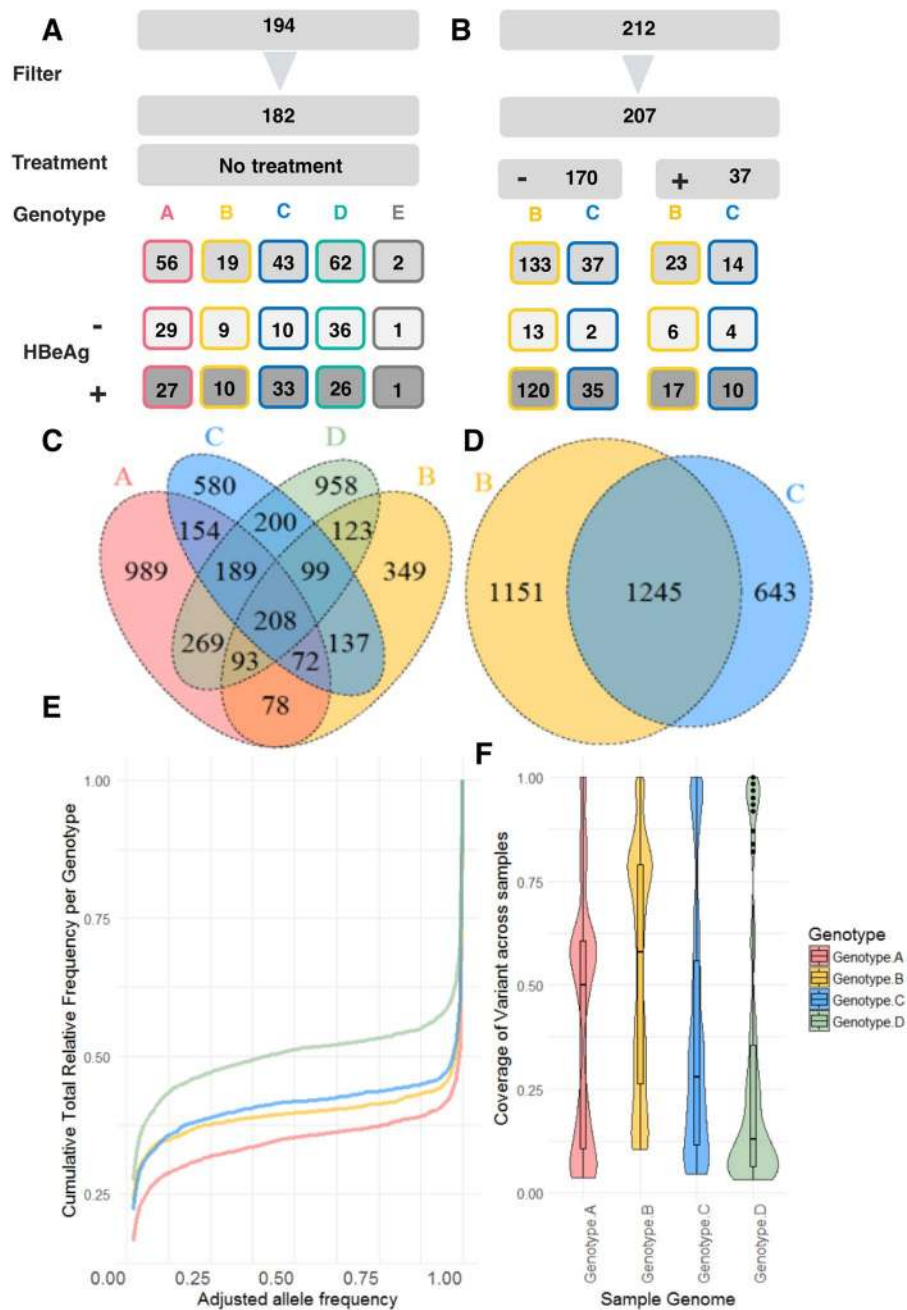 A
194
B
212
Filter
182
207
Treatment
No treatment
- 170
+ 37
Genotype
A B C D E
B C
B C
56 19 43 62 2
133 37
23 14
HBeAg
-
29 9 10 36 1
13 2
6 4
+
27 10 33 26 1
120 35
17 10
C
A
C
D
B
580
958
154
200
123
989
189
99
349
208
269
93
72
137
78
D
B
C
1151
1245
643
E
Cumulative Total Relative Frequency per Genotype
1.00
0.75
0.50
0.25
0.00 0.25 0.50 0.75 1.00
Adjusted allele frequency
F
Coverage of Variant across samples
1.00
0.75
0.50
0.25
0.00
Genotype.A
Genotype.B
Genotype.C
Genotype.D
Sample Genome
Genotype
Genotype.A
Genotype.B
Genotype.C
Genotype.D